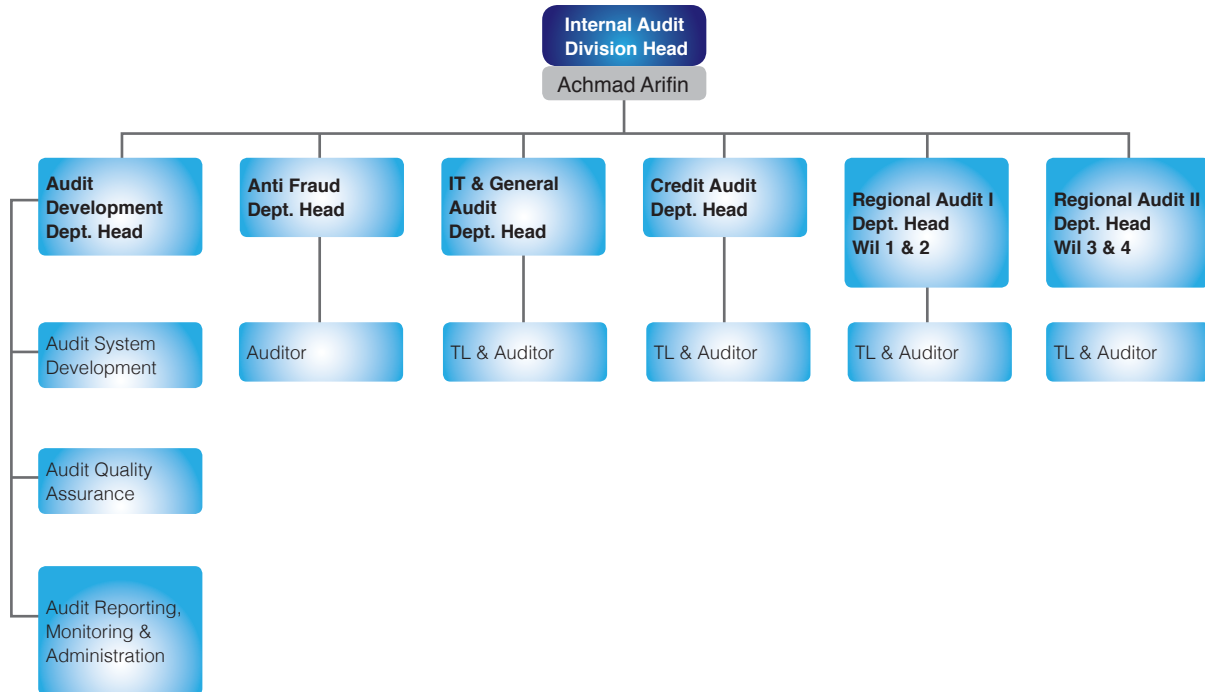 Internal Audit
Division Head
Achmad Arifin
Audit
Development
Dept. Head
Anti Fraud
Dept. Head
IT & General
Audit
Dept. Head
Credit Audit
Dept. Head
Regional Audit I
Dept. Head
Wil 1 & 2
Regional Audit II
Dept. Head
Wil 3 & 4
Audit System
Development
Auditor
TL & Auditor
TL & Auditor
TL & Auditor
TL & Auditor
Audit Quality
Assurance
Audit Reporting,
Monitoring &
Administration